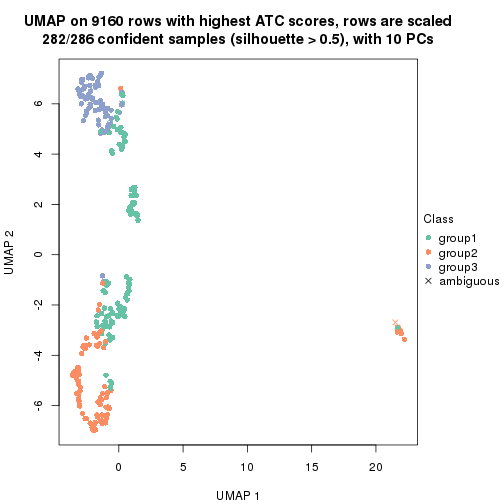 UMAP on 9160 rows with highest ATC scores, rows are scaled
282/286 confident samples (silhouette > 0.5), with 10 PCs
6
4
2
0
-2
-4
-6
UMAP 2
0
5
10
15
20
UMAP 1
Class
group1
group2
group3
ambiguous